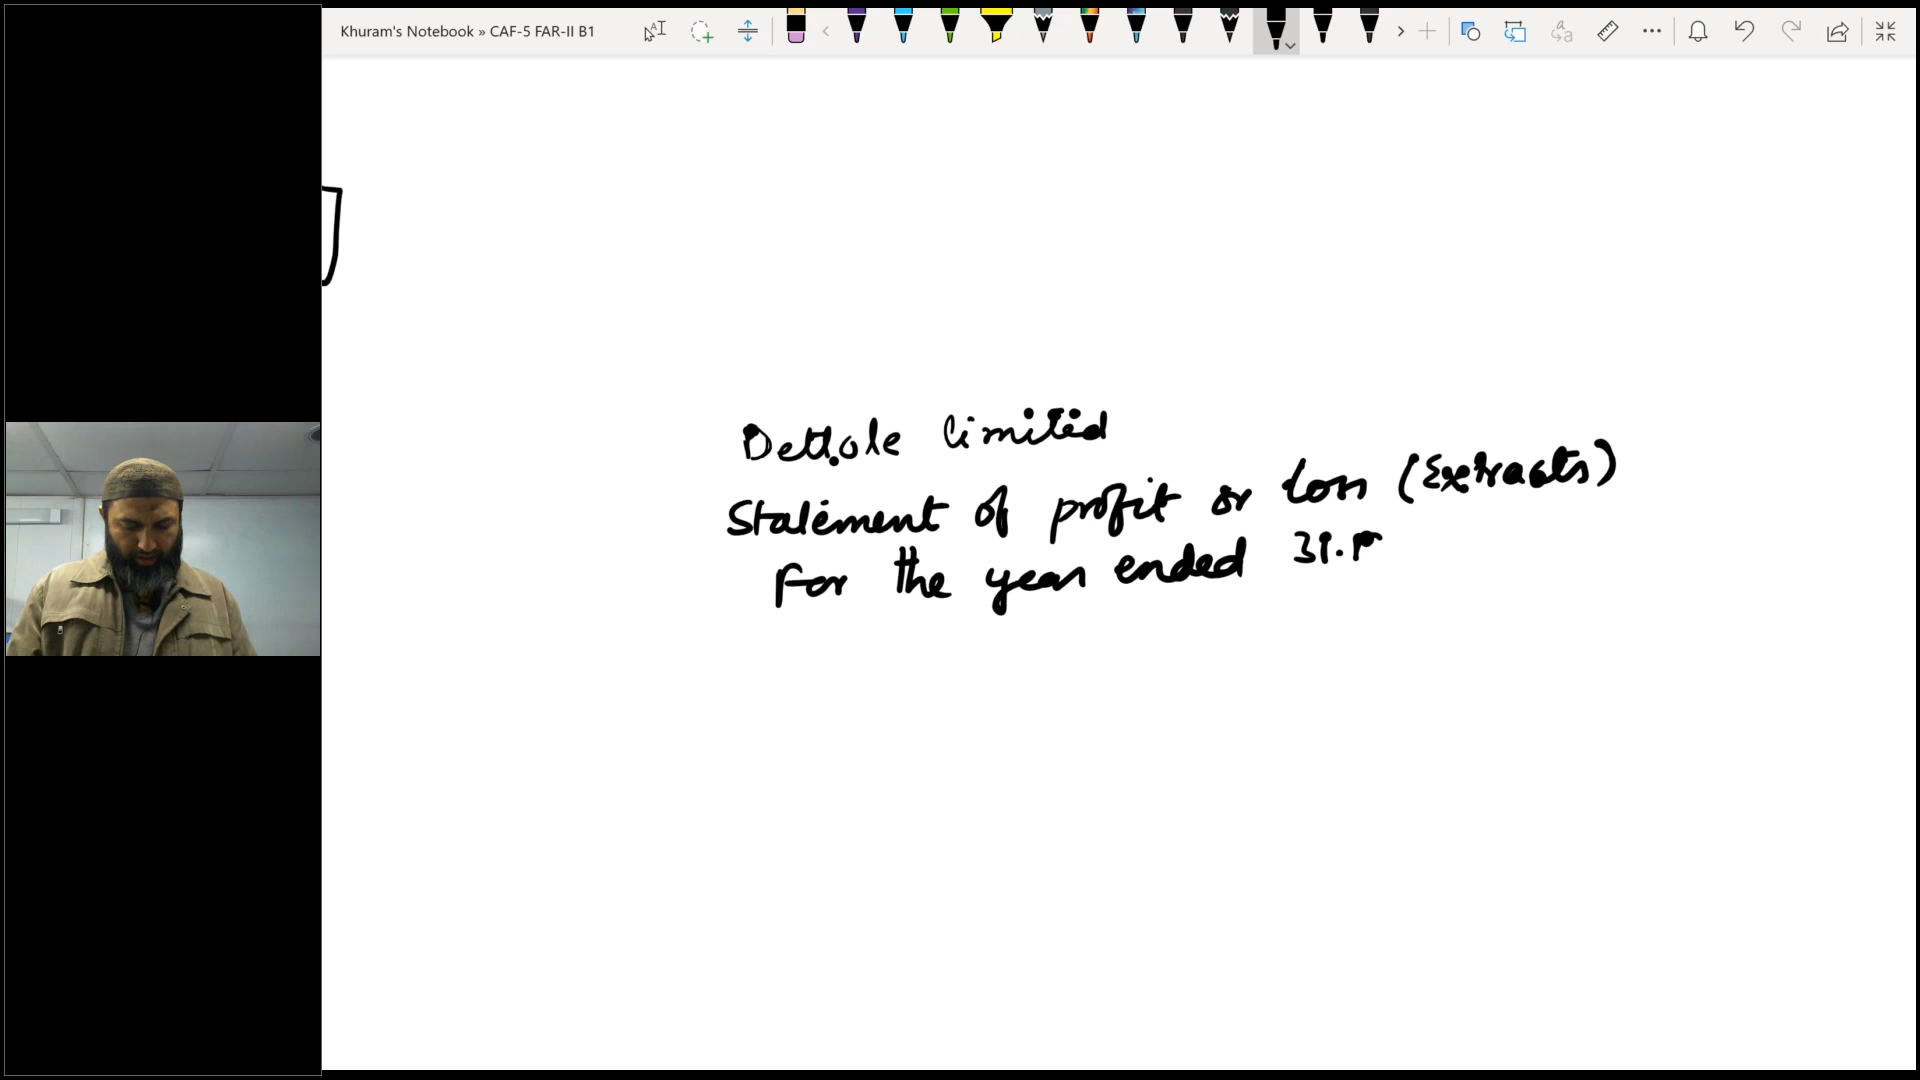 Khuram's Notebook » CAF-5 FAR-II B1
Dettole limited
Statement of profit or loss (Extracts)
For the year ended 31.